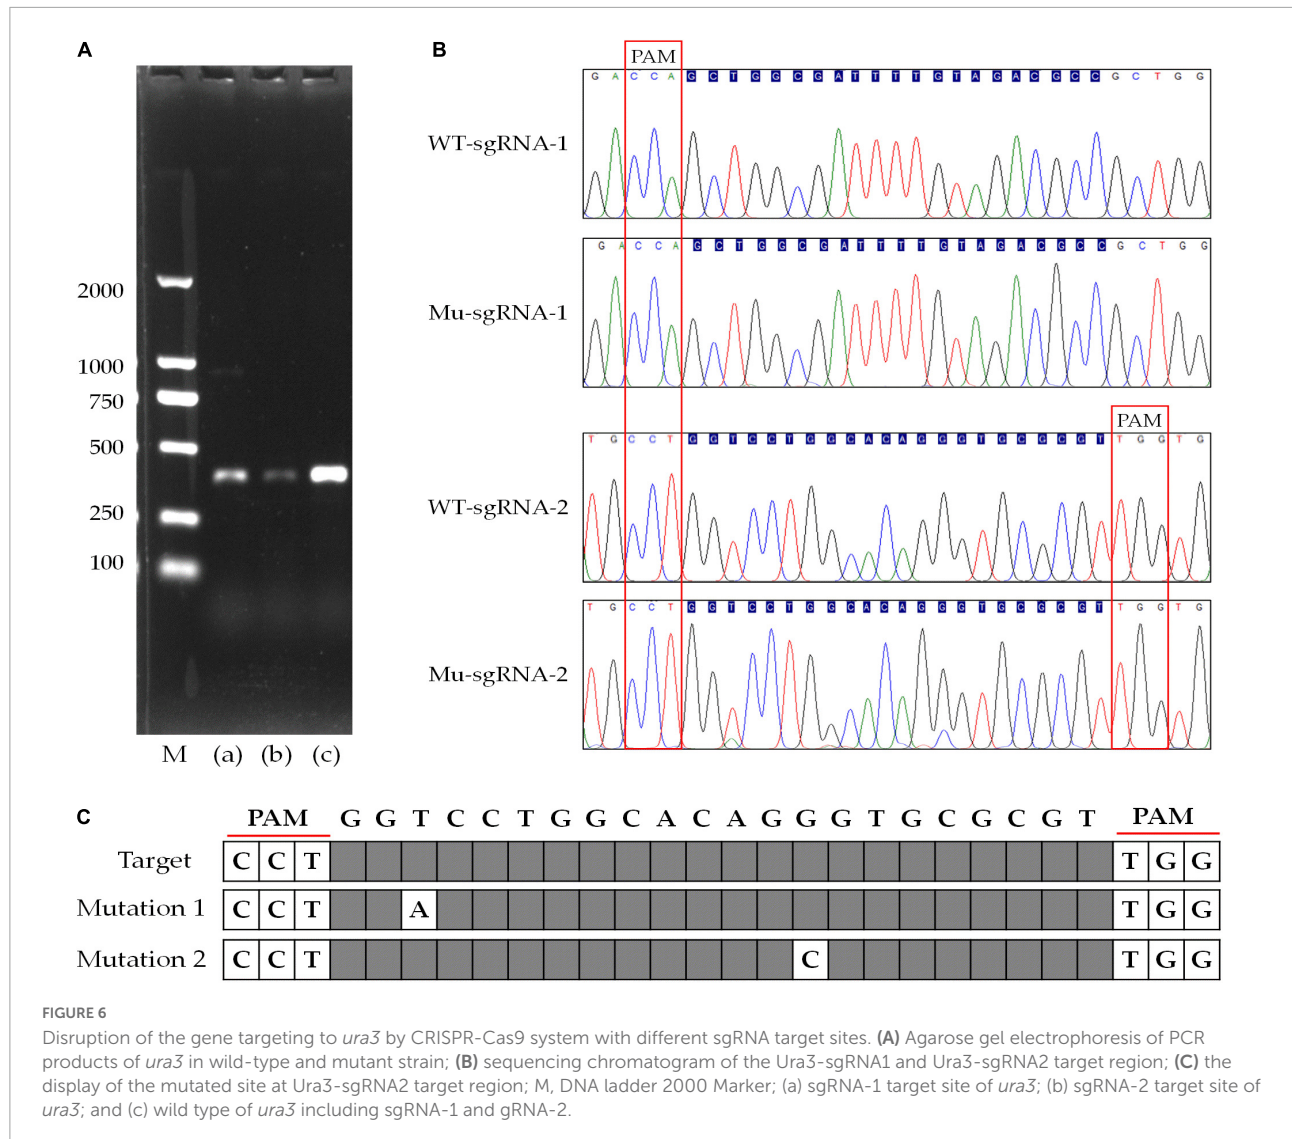 A
2000
1000
750
500
250
100
M (a) (b) (c)
B
PAM
G A C C A G C T G G C G A T T T T G T A G A C G C C G C T G G
WT-sgRNA-1
G A C C A G C T G G C G A T T T T G T A G A C G C C G C T G G
Mu-sgRNA-1
PAM
T G C C T G G T C C T G G C A C A G G G T G C G C G T T G G T G
WT-sgRNA-2
T G C C T G G T C C T G G C A C A G G G T G C G C G T T G G T G
Mu-sgRNA-2
C
PAM G G T C C T G G C A C A G G G T G C G C G T PAM
Target C C T T G G
Mutation 1 C C T A T G G
Mutation 2 C C T C T G G
FIGURE 6
Disruption of the gene targeting to ura3 by CRISPR-Cas9 system with different sgRNA target sites. (A) Agarose gel electrophoresis of PCR
products of ura3 in wild-type and mutant strain; (B) sequencing chromatogram of the Ura3-sgRNA1 and Ura3-sgRNA2 target region; (C) the
display of the mutated site at Ura3-sgRNA2 target region; M, DNA ladder 2000 Marker; (a) sgRNA-1 target site of ura3; (b) sgRNA-2 target site of
ura3; and (c) wild type of ura3 including sgRNA-1 and gRNA-2.